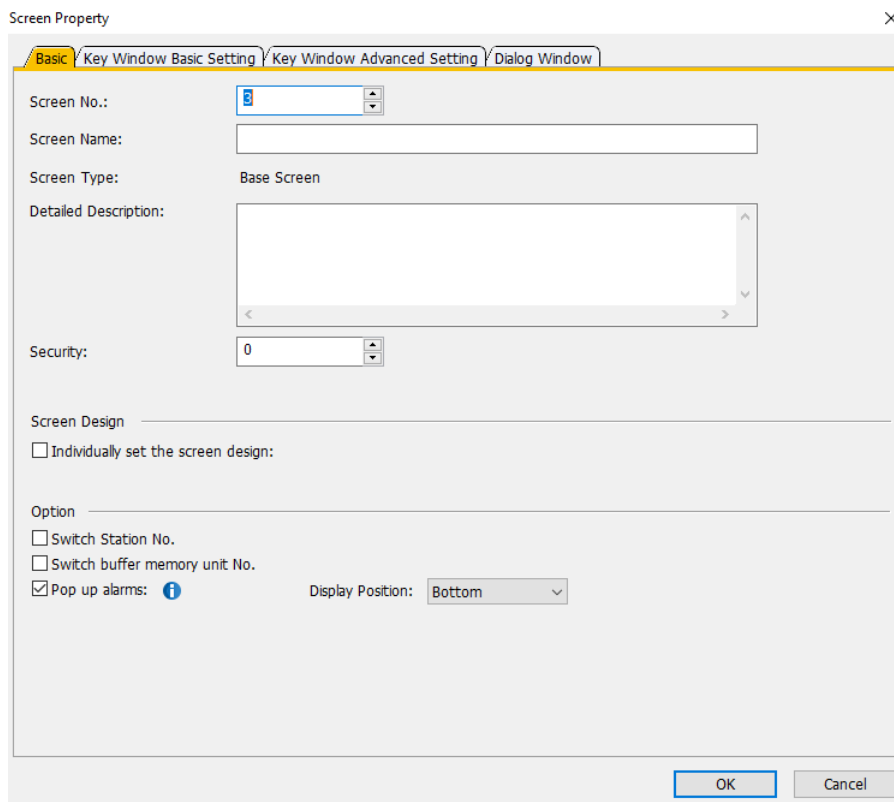 Screen Property
Basic Key Window Basic Setting Key Window Advanced Setting Dialog Window
Screen No.: 3
Screen Name:
Screen Type: Base Screen
Detailed Description:
Security: 0
Screen Design
Individually set the screen design:
Option
Switch Station No.
Switch buffer memory unit No.
Pop up alarms: Display Position: Bottom
OK Cancel